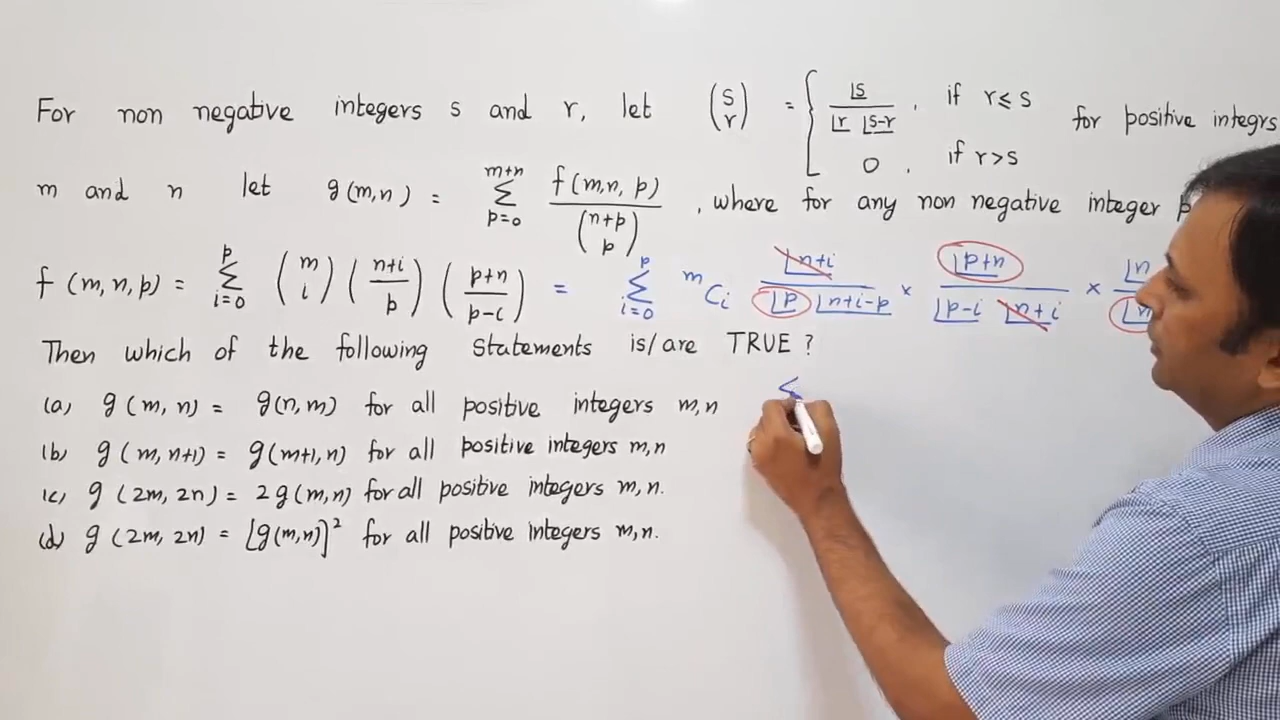 For non negative integers s and r, let (s r) = { ⌊s / ⌊r ⌊s-r , if r ≤ s
0 , if r > s
for positive integrs
m and n let g(m,n) = Σ_{p=0}^{m+n} f(m,n,p) / (n+p p) , where for any non negative integer p
f(m,n,p) = Σ_{i=0}^{p} (m i) (n+i / p) (p+n / p-i) = Σ_{i=0}^{p} ᵐC_i ⌊n+i / ⌊p ⌊n+i-p × ⌊p+n / ⌊p-i ⌊n+i × ⌊n / ⌊n
Then which of the following statements is/are TRUE ?
(a) g(m, n) = g(n, m) for all positive integers m,n
(b) g(m, n+1) = g(m+1, n) for all positive integers m,n
(c) g(2m, 2n) = 2g(m,n) for all positive integers m,n.
(d) g(2m, 2n) = [g(m,n)]² for all positive integers m,n.